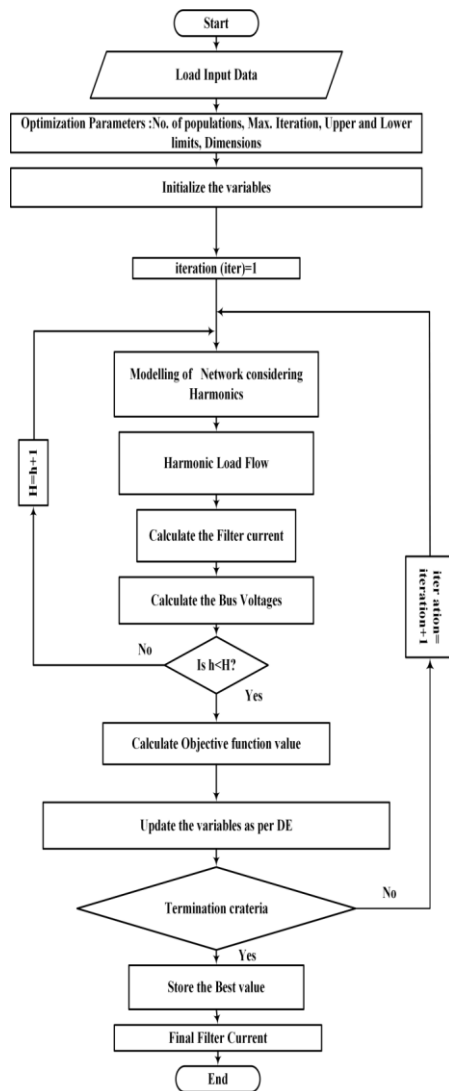 Start
Load Input Data
Optimization Parameters :No. of populations, Max. Iteration, Upper and Lower
limits, Dimensions
Initialize the variables
iteration (iter)=1
Modelling of Network considering
Harmonics
Harmonic Load Flow
H=h+1
Calculate the Filter current
iter ation=
iteration+1
Calculate the Bus Voltages
No
Is h<H?
Yes
Calculate Objective function value
Update the variables as per DE
No
Termination crateria
Yes
Store the Best value
Final Filter Current
End